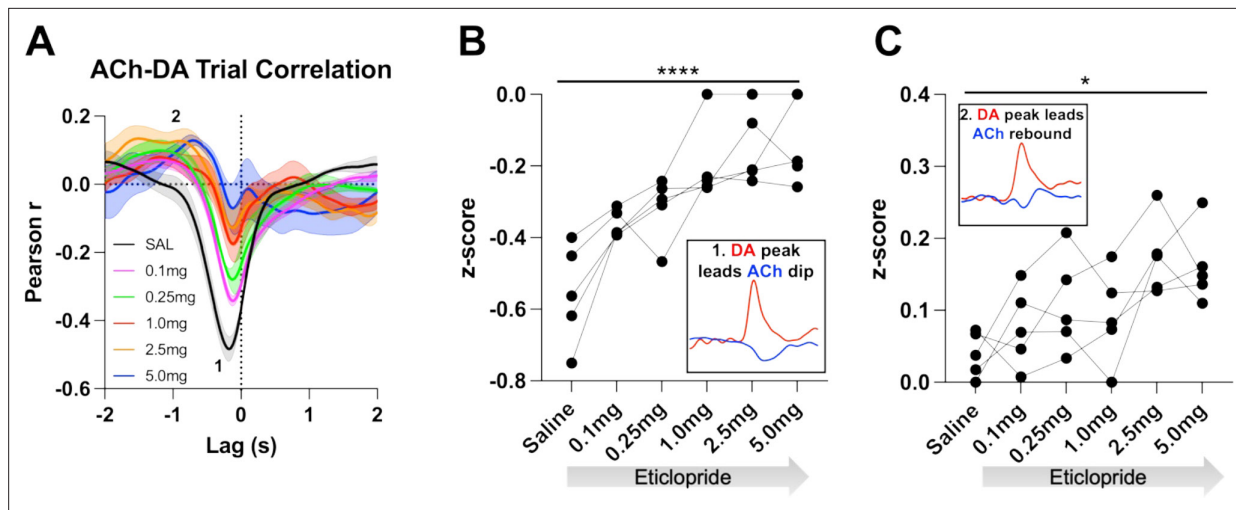 A
ACh-DA Trial Correlation
Pearson r
0.2
0.0
-0.2
-0.4
-0.6
2
1
SAL
0.1mg
0.25mg
1.0mg
2.5mg
5.0mg
-2
-1
0
1
2
Lag (s)
B
****
z-score
0.0
-0.2
-0.4
-0.6
-0.8
1. DA peak
leads ACh dip
Saline
0.1mg
0.25mg
1.0mg
2.5mg
5.0mg
Eticlopride
C
*
z-score
0.4
0.3
0.2
0.1
0.0
2. DA peak leads
ACh rebound
Saline
0.1mg
0.25mg
1.0mg
2.5mg
5.0mg
Eticlopride